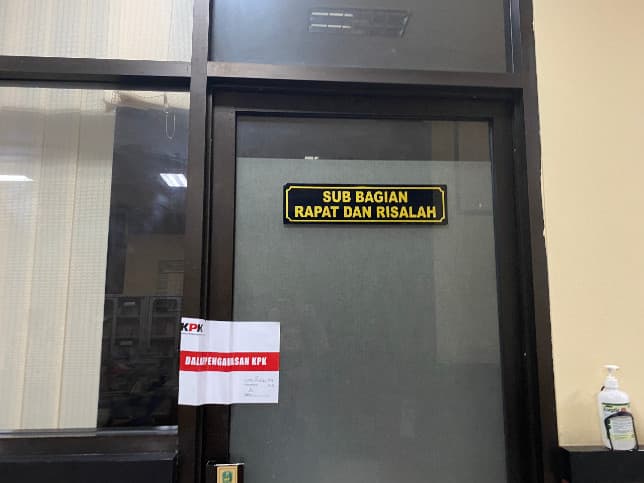 SUB BAGIAN
RAPAT DAN RISALAH
KPK
DALAM PENGAWASAN KPK